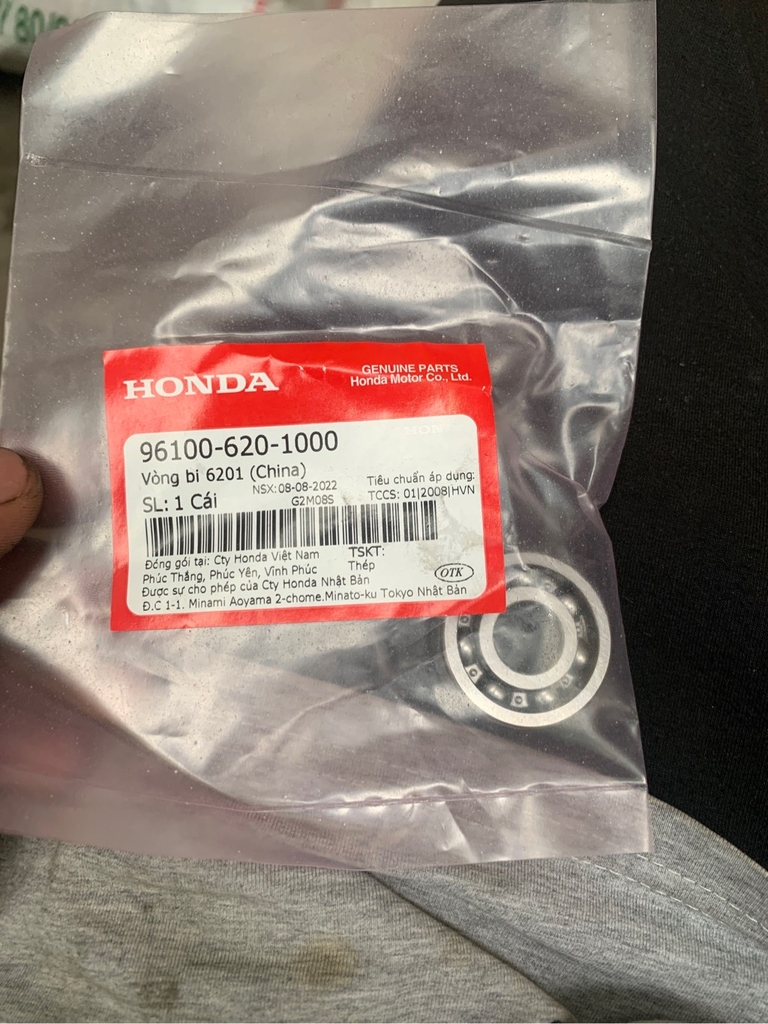 HONDA
GENUINE PARTS
Honda Motor Co., Ltd.
96100-620-1000
Vòng bi 6201 (China)
NSX:08-08-2022
Tiêu chuẩn áp dụng:
SL: 1 Cái
G2M08S
TCCS: 01|2008|HVN
Đóng gói tại: Cty Honda Việt Nam
TSKT:
Phúc Thắng, Phúc Yên, Vĩnh Phúc
Thép
Được sự cho phép của Cty Honda Nhật Bản
OTK
Đ.C 1-1. Minami Aoyama 2-chome.Minato-ku Tokyo Nhật Bản